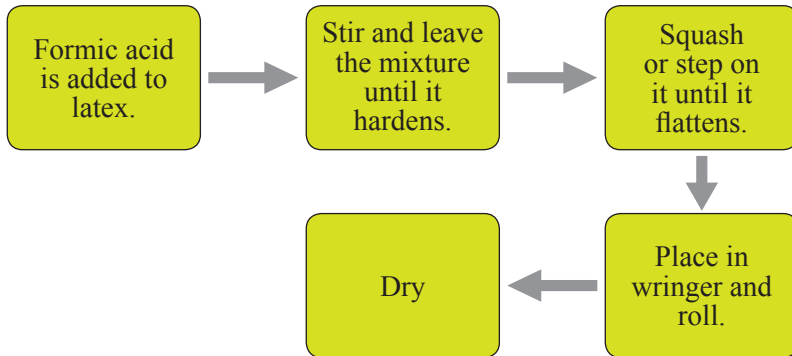 Formic acid
is added to
latex.
Stir and leave
the mixture
until it
hardens.
Squash
or step on
it until it
flattens.
Place in
wringer and
roll.
Dry